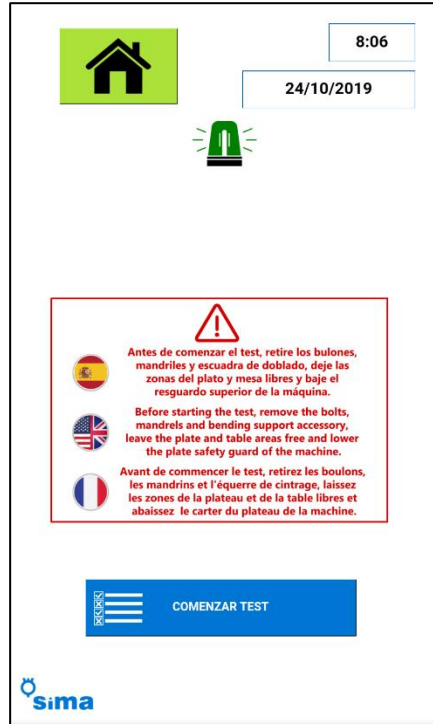 8:06
24/10/2019
Antes de comenzar el test, retire los bulones,
mandriles y escuadra de doblado, deje las
zonas del plato y mesa libres y baje el
resguardo superior de la máquina.
Before starting the test, remove the bolts,
mandrels and bending support accessory,
leave the plate and table areas free and lower
the plate safety guard of the machine.
Avant de commencer le test, retirez les boulons,
les mandrins et l'équerre de cintrage, laissez
les zones de la plateau et de la table libres et
abaissez le carter du plateau de la machine.
COMENZAR TEST
sima